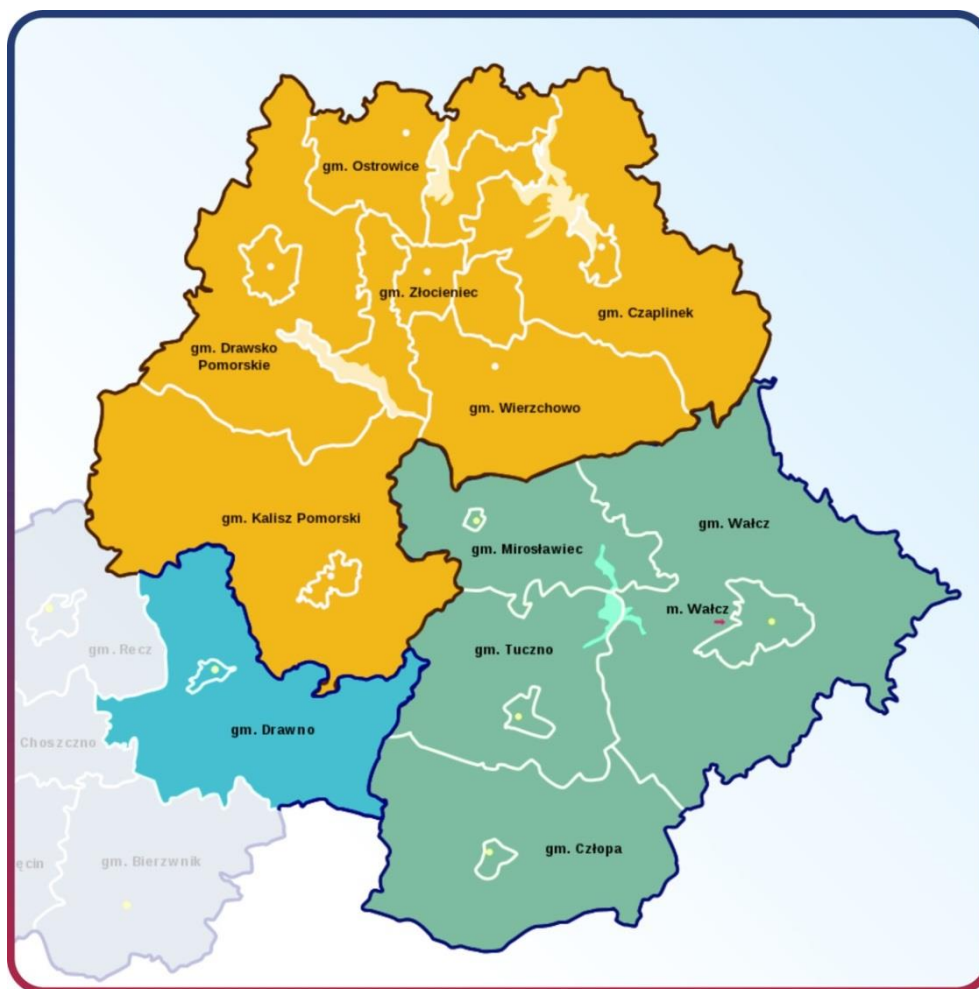 gm. Ostrowice
gm. Złocieniec
gm. Czaplinek
gm. Drawsko
Pomorskie
gm. Wierzchowo
gm. Kalisz Pomorski
gm. Wałcz
gm. Mirosławiec
m. Wałcz
gm. Recz
gm. Tuczno
gm. Drawno
Choszczno
gm. Człopa
ęcin
gm. Bierzwnik